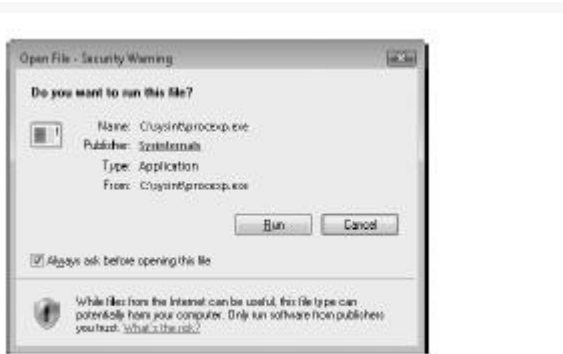 Open File - Security Warning
Do you want to run this file?
Name: C:\sysint\procexp.exe
Publisher: Sysinternals
Type: Application
From: C:\sysint\procexp.exe
Run
Cancel
Always ask before opening this file
While files from the Internet can be useful, this file type can
potentially harm your computer. Only run software from publishers
you trust. What's the risk?